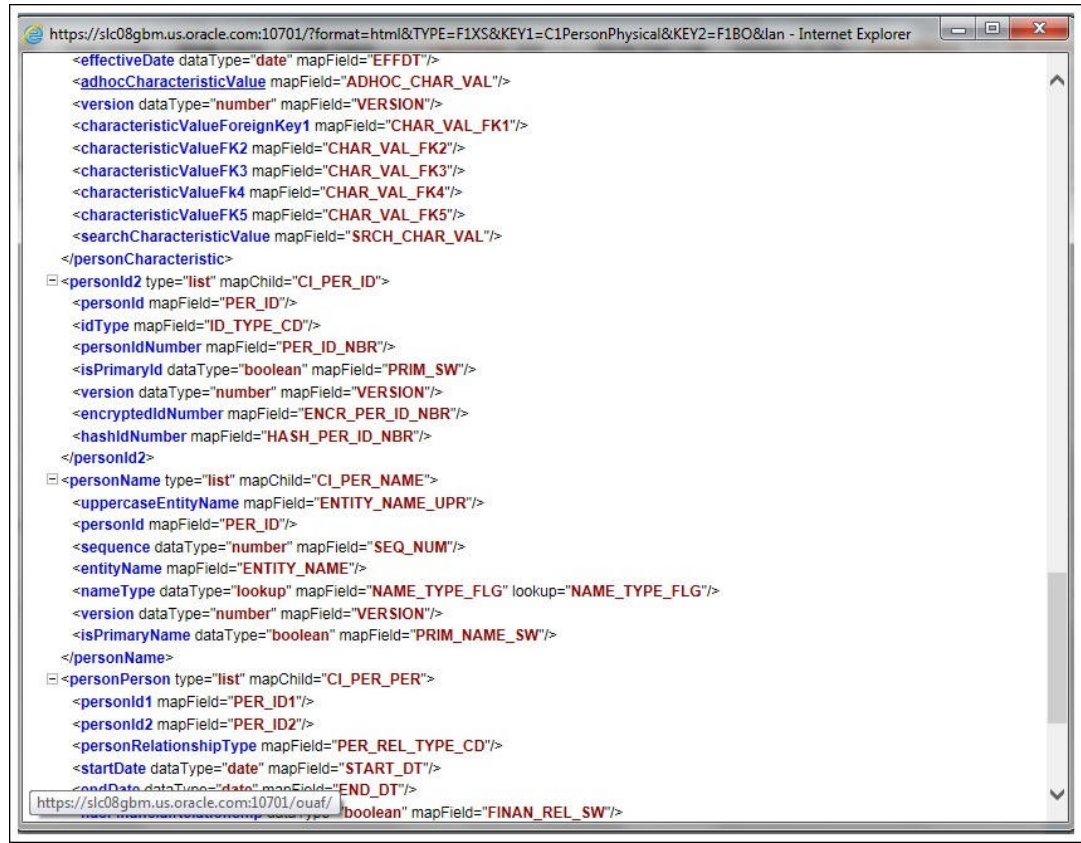 https://slc08gbm.us.oracle.com:10701/?format=html&TYPE=F1XS&KEY1=C1PersonPhysical&KEY2=F1BO&lan - Internet Explorer
<effectiveDate dataType="date" mapField="EFFDT"/>
<adhocCharacteristicValue mapField="ADHOC_CHAR_VAL"/>
<version dataType="number" mapField="VERSION"/>
<characteristicValueForeignKey1 mapField="CHAR_VAL_FK1"/>
<characteristicValueFK2 mapField="CHAR_VAL_FK2"/>
<characteristicValueFK3 mapField="CHAR_VAL_FK3"/>
<characteristicValueFk4 mapField="CHAR_VAL_FK4"/>
<characteristicValueFK5 mapField="CHAR_VAL_FK5"/>
<searchCharacteristicValue mapField="SRCH_CHAR_VAL"/>
</personCharacteristic>
<personId2 type="list" mapChild="CI_PER_ID">
<personId mapField="PER_ID"/>
<idType mapField="ID_TYPE_CD"/>
<personIdNumber mapField="PER_ID_NBR"/>
<isPrimaryId dataType="boolean" mapField="PRIM_SW"/>
<version dataType="number" mapField="VERSION"/>
<encryptedIdNumber mapField="ENCR_PER_ID_NBR"/>
<hashIdNumber mapField="HASH_PER_ID_NBR"/>
</personId2>
<personName type="list" mapChild="CI_PER_NAME">
<uppercaseEntityName mapField="ENTITY_NAME_UPR"/>
<personId mapField="PER_ID"/>
<sequence dataType="number" mapField="SEQ_NUM"/>
<entityName mapField="ENTITY_NAME"/>
<nameType dataType="lookup" mapField="NAME_TYPE_FLG" lookup="NAME_TYPE_FLG"/>
<version dataType="number" mapField="VERSION"/>
<isPrimaryName dataType="boolean" mapField="PRIM_NAME_SW"/>
</personName>
<personPerson type="list" mapChild="CI_PER_PER">
<personId1 mapField="PER_ID1"/>
<personId2 mapField="PER_ID2"/>
<personRelationshipType mapField="PER_REL_TYPE_CD"/>
<startDate dataType="date" mapField="START_DT"/>
<endDate dataType="date" mapField="END_DT"/>
https://slc08gbm.us.oracle.com:10701/ouaf/ "boolean" mapField="FINAN_REL_SW"/>